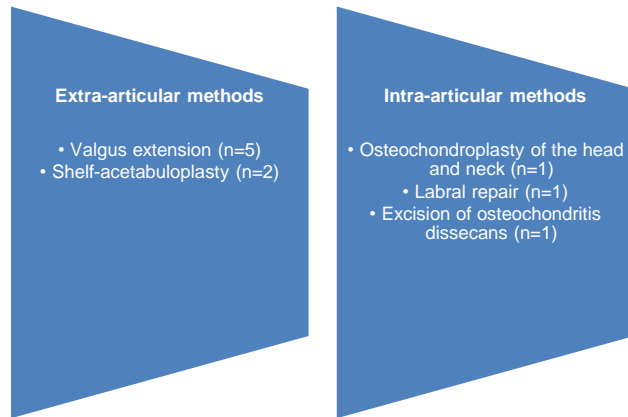 Extra-articular methods
• Valgus extension (n=5)
• Shelf-acetabuloplasty (n=2)
Intra-articular methods
• Osteochondroplasty of the head
and neck (n=1)
• Labral repair (n=1)
• Excision of osteochondritis
dissecans (n=1)